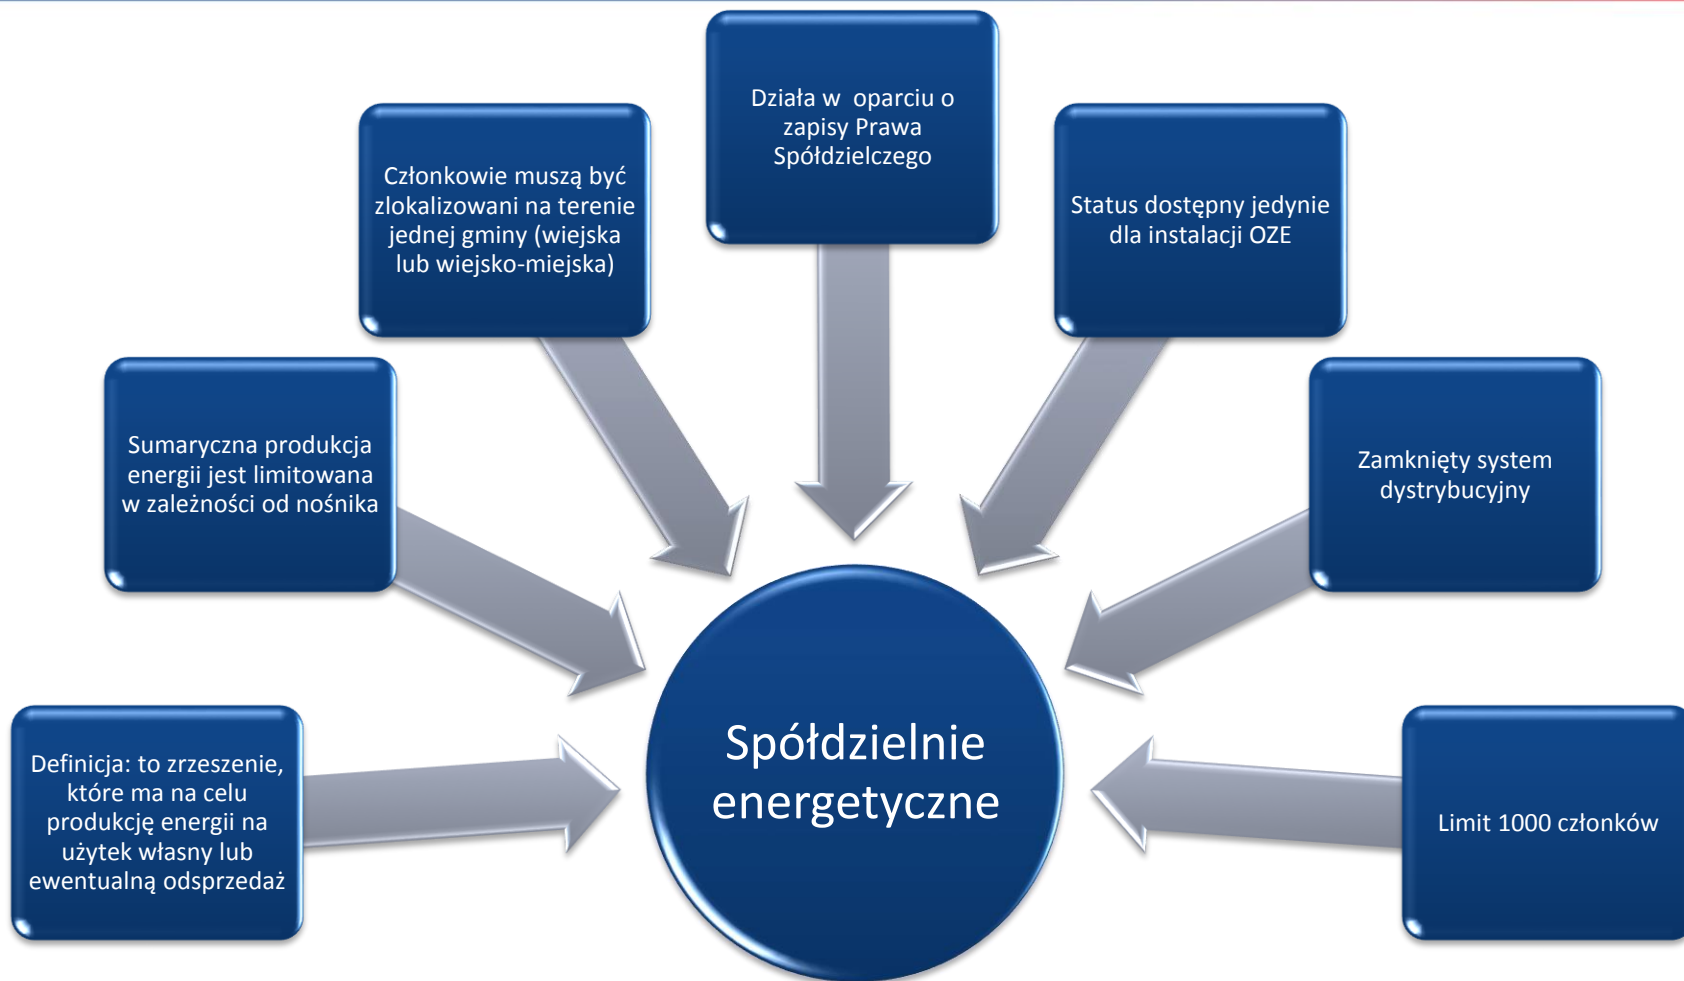 Działa w oparciu o
zapisy Prawa
Spółdzielczego
Członkowie muszą być
zlokalizowani na terenie
jednej gminy (wiejska
lub wiejsko-miejska)
Status dostępny jedynie
dla instalacji OZE
Sumaryczna produkcja
energii jest limitowana
w zależności od nośnika
Zamknięty system
dystrybucyjny
Definicja: to zrzeszenie,
które ma na celu
produkcję energii na
użytek własny lub
ewentualną odsprzedaż
Spółdzielnie
energetyczne
Limit 1000 członków